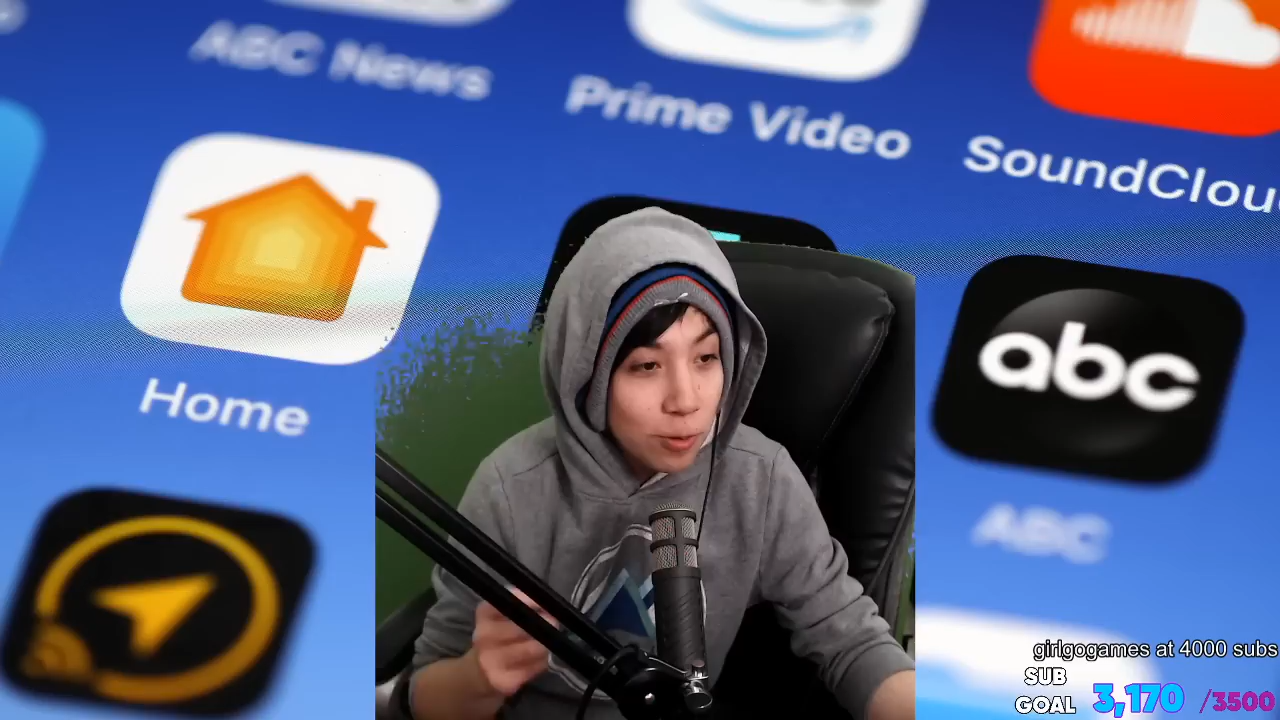 ABC News
Prime Video
SoundClou
Home
abc
ABC
girlgogames at 4000 subs
SUB
GOAL 3,170 /3500